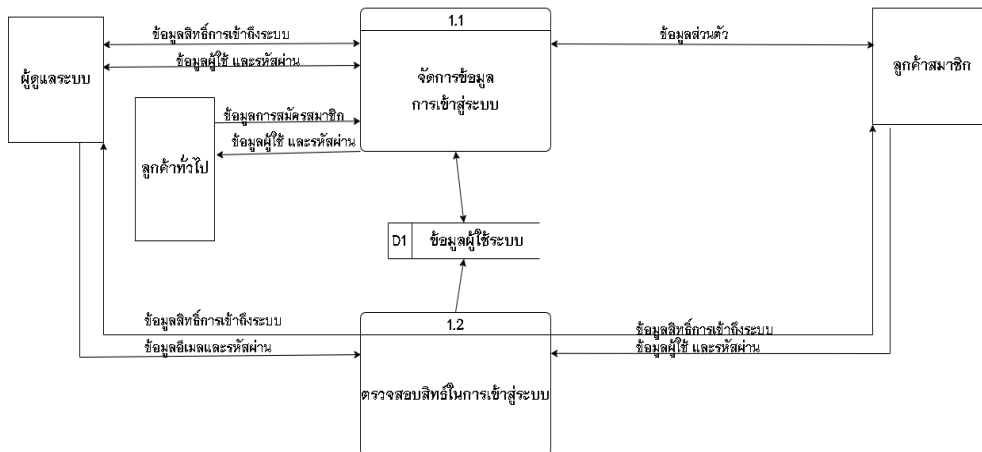 1.1
ข้อมูลสิทธิ์การเข้าถึงระบบ
ข้อมูลส่วนตัว
ข้อมูลผู้ใช้ และรหัสผ่าน
ผู้ดูแลระบบ
ลูกค้าสมาชิก
จัดการข้อมูล
การเข้าสู่ระบบ
ข้อมูลการสมัครสมาชิก
ข้อมูลผู้ใช้ และรหัสผ่าน
ลูกค้าทั่วไป
D1 ข้อมูลผู้ใช้ระบบ
ข้อมูลสิทธิ์การเข้าถึงระบบ
1.2
ข้อมูลสิทธิ์การเข้าถึงระบบ
ข้อมูลอีเมลและรหัสผ่าน
ข้อมูลผู้ใช้ และรหัสผ่าน
ตรวจสอบสิทธ์ในการเข้าสู่ระบบ